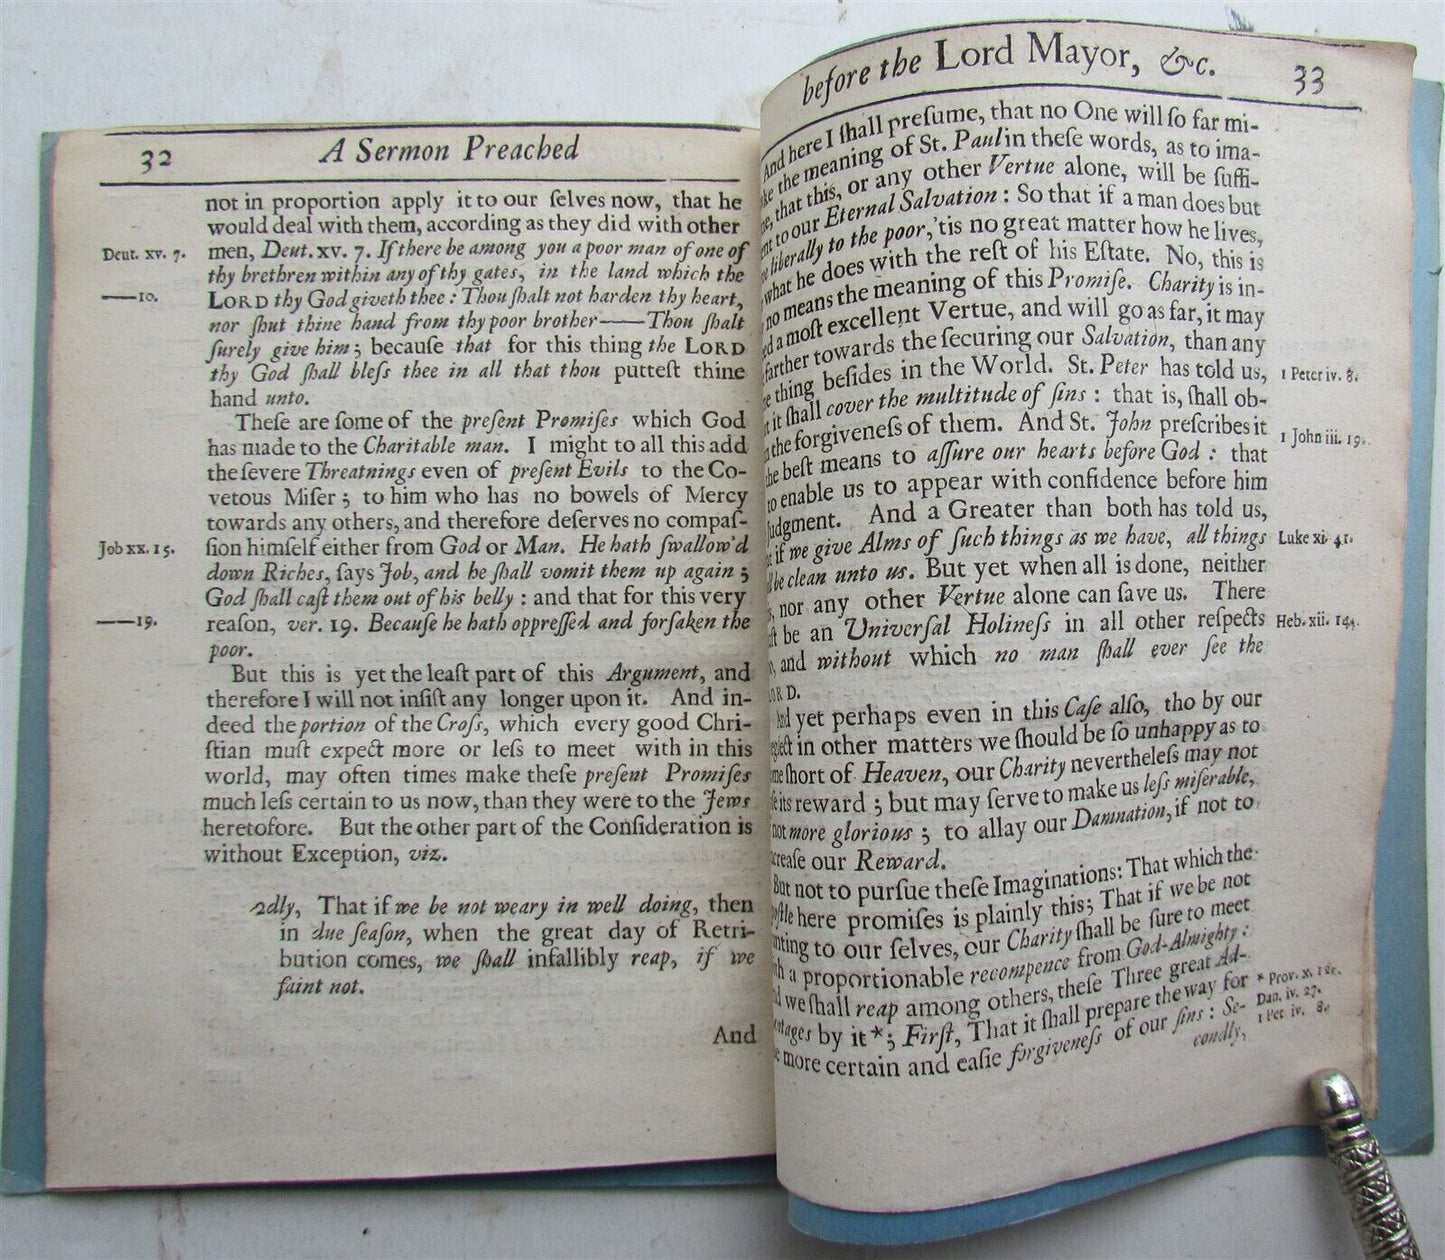 32
A Sermon Preached
not in proportion apply it to our ſelves now, that he
would deal with them, according as they did with other
Deut. xv. 7. men, Deut. xv. 7. If there be among you a poor man of one of
thy brethren within any of thy gates, in the land which the
——10. LORD thy God giveth thee : Thou ſhalt not harden thy heart,
nor ſhut thine hand from thy poor brother——Thou ſhalt
ſurely give him ; becauſe that for this thing the LORD
thy God ſhall bleſs thee in all that thou putteſt thine
hand unto.
Theſe are ſome of the preſent Promiſes which God
has made to the Charitable man. I might to all this add
the ſevere Threatnings even of preſent Evils to the Co-
vetous Miſer ; to him who has no bowels of Mercy
towards any others, and therefore deſerves no compaſ-
Job xx. 15. ſion himſelf either from God or Man. He hath ſwallow'd
down Riches, ſays Job, and he ſhall vomit them up again ;
God ſhall caſt them out of his belly : and that for this very
——19. reaſon, ver. 19. Becauſe he hath oppreſſed and forſaken the
poor.
But this is yet the leaſt part of this Argument, and
therefore I will not inſiſt any longer upon it. And in-
deed the portion of the Croſs, which every good Chri-
ſtian muſt expect more or leſs to meet with in this
world, may often times make theſe preſent Promiſes
much leſs certain to us now, than they were to the Jews
heretofore. But the other part of the Conſideration is
without Exception, viz.
2dly, That if we be not weary in well doing, then
in due ſeaſon, when the great day of Retri-
bution comes, we ſhall infallibly reap, if we
faint not.
And
before the Lord Mayor, &c.
33
And here I ſhall preſume, that no One will ſo far mi-
the meaning of St. Paul in theſe words, as to ima-
that this, or any other Vertue alone, will be ſuffi-
to our Eternal Salvation : So that if a man does but
liberally to the poor, 'tis no great matter how he lives,
what he does with the reſt of his Eſtate. No, this is
no means the meaning of this Promiſe. Charity is in-
a moſt excellent Vertue, and will go as far, it may
farther towards the ſecuring our Salvation, than any
thing beſides in the World. St. Peter has told us, 1 Peter iv. 8.
it ſhall cover the multitude of ſins : that is, ſhall ob-
the forgiveneſs of them. And St. John preſcribes it 1 John iii. 19.
the beſt means to aſſure our hearts before God : that
to enable us to appear with confidence before him
Judgment. And a Greater than both has told us,
if we give Alms of ſuch things as we have, all things Luke xi. 41.
be clean unto us. But yet when all is done, neither
nor any other Vertue alone can ſave us. There
be an Univerſal Holineſs in all other reſpects Heb. xii. 14.
and without which no man ſhall ever ſee the
ORD.
And yet perhaps even in this Caſe alſo, tho by our
in other matters we ſhould be ſo unhappy as to
ſhort of Heaven, our Charity nevertheleſs may not
its reward ; but may ſerve to make us leſs miſerable,
not more glorious ; to allay our Damnation, if not to
our Reward.
But not to purſue theſe Imaginations: That which the
here promiſes is plainly this; That if we be not
to our ſelves, our Charity ſhall be ſure to meet
a proportionable recompence from God-Almighty :
we ſhall reap among others, theſe Three great Ad- * Prov. x. 12.
by it * ; Firſt, That it ſhall prepare the way for Dan. iv. 27.
more certain and eaſie forgiveneſs of our ſins : Se- 1 Pet iv. 8.
condly,